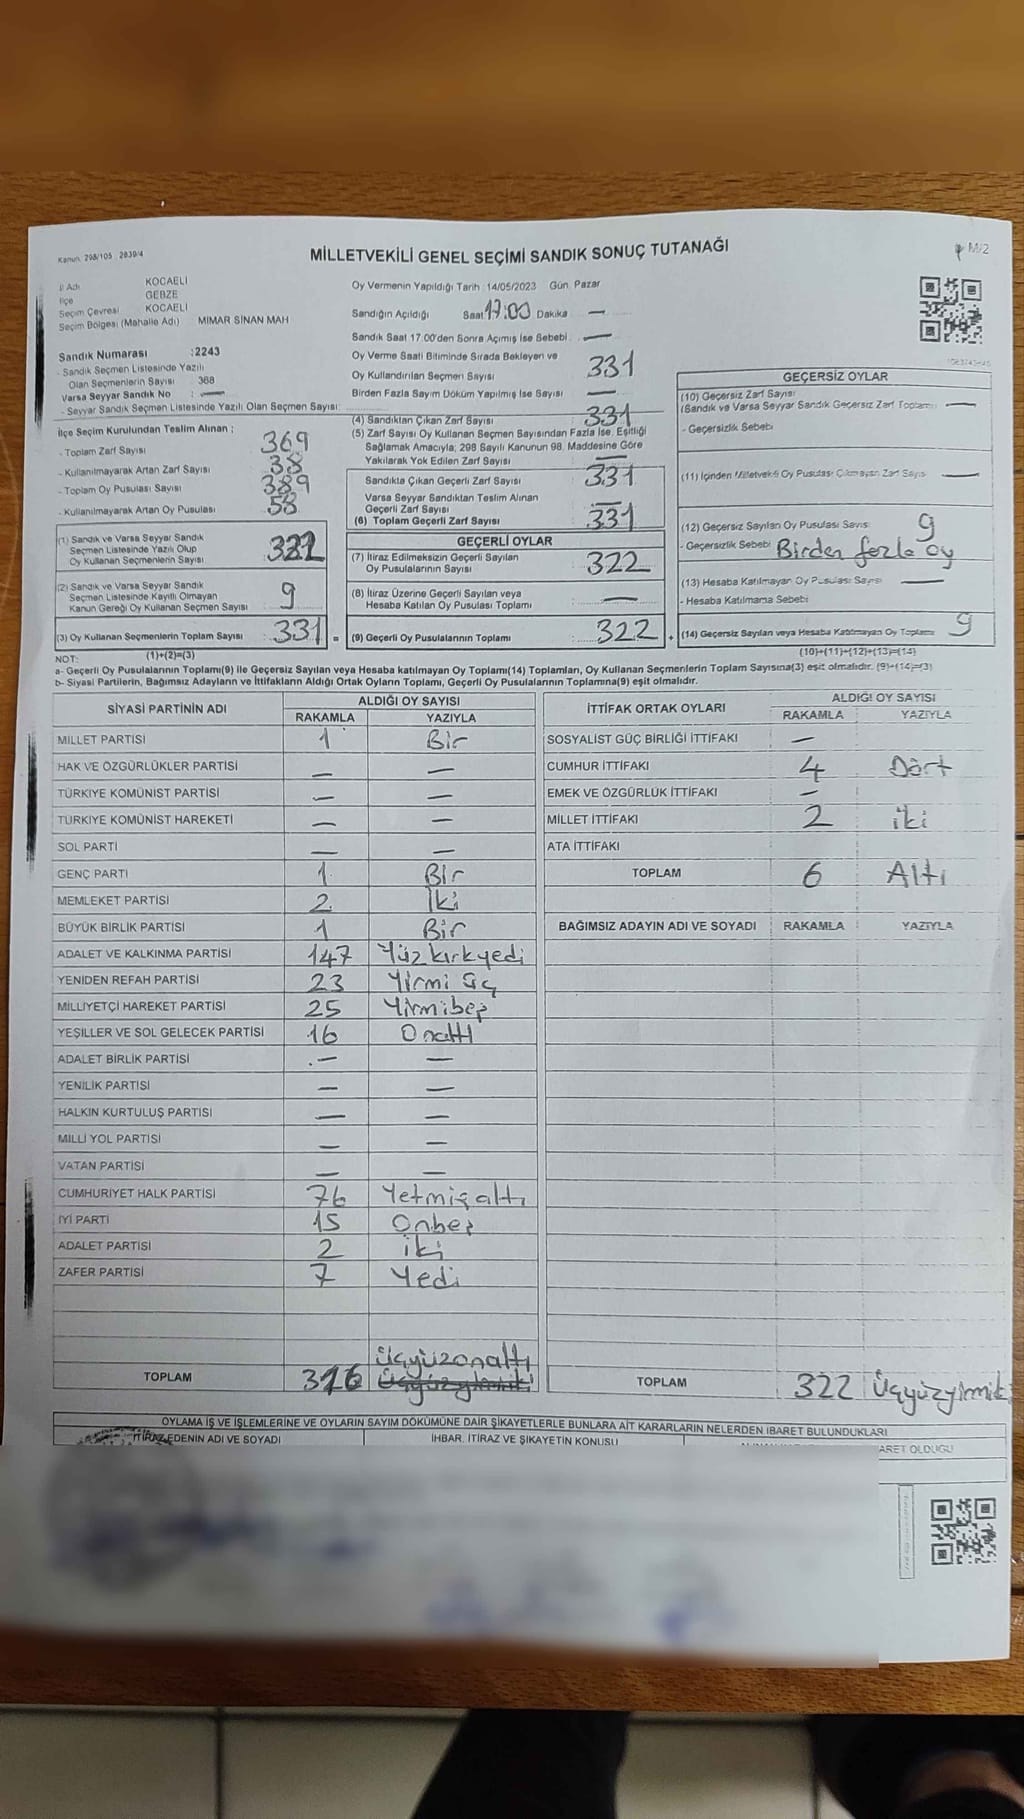 Kanun: 298/105 2839/4
MİLLETVEKİLİ GENEL SEÇİMİ SANDIK SONUÇ TUTANAĞI
M/2
İl Adı KOCAELİ
İlçe GEBZE
Seçim Çevresi KOCAELİ
Seçim Bölgesi (Mahalle Adı) MIMAR SİNAN MAH
Sandık Numarası :2243
- Sandık Seçmen Listesinde Yazılı
Olan Seçmenlerin Sayısı : 368
Varsa Seyyar Sandık No : —
- Seyyar Sandık Seçmen Listesinde Yazılı Olan Seçmen Sayısı:
İlçe Seçim Kurulundan Teslim Alınan ;
- Toplam Zarf Sayısı : 369
- Kullanılmayarak Artan Zarf Sayısı : 38
- Toplam Oy Pusulası Sayısı : 389
- Kullanılmayarak Artan Oy Pusulası : 58
(1) Sandık ve Varsa Seyyar Sandık
Seçmen Listesinde Yazılı Olup
Oy Kullanan Seçmenlerin Sayısı : 322
(2) Sandık ve Varsa Seyyar Sandık
Seçmen Listesinde Kayıtlı Olmayan
Kanun Gereği Oy Kullanan Seçmen Sayısı : 9
(3) Oy Kullanan Seçmenlerin Toplam Sayısı : 331 =
(1)+(2)=(3)
Oy Vermenin Yapıldığı Tarih : 14/05/2023 Gün: Pazar
Sandığın Açıldığı Saat 17:00 Dakika —
Sandık Saat 17.00'den Sonra Açılmış İse Sebebi : —
Oy Verme Saati Bitiminde Sırada Bekleyen ve
Oy Kullandırılan Seçmen Sayısı 331
Birden Fazla Sayım Döküm Yapılmış İse Sayısı —
(4) Sandıktan Çıkan Zarf Sayısı : 331
(5) Zarf Sayısı Oy Kullanan Seçmen Sayısından Fazla İse, Eşitliği
Sağlamak Amacıyla; 298 Sayılı Kanunun 98. Maddesine Göre
Yakılarak Yok Edilen Zarf Sayısı : —
Sandıkta Çıkan Geçerli Zarf Sayısı : 331
Varsa Seyyar Sandıktan Teslim Alınan
Geçerli Zarf Sayısı : —
(6) Toplam Geçerli Zarf Sayısı : 331
GEÇERLİ OYLAR
(7) İtiraz Edilmeksizin Geçerli Sayılan
Oy Pusulalarının Sayısı : 322
(8) İtiraz Üzerine Geçerli Sayılan veya
Hesaba Katılan Oy Pusulası Toplamı : —
(9) Geçerli Oy Pusulalarının Toplamı : 322 +
GEÇERSİZ OYLAR
(10) Geçersiz Zarf Sayısı
(Sandık ve Varsa Seyyar Sandık Geçersiz Zarf Toplamı) —
- Geçersizlik Sebebi
(11) İçinden Milletvekili Oy Pusulası Çıkmayan Zarf Sayısı —
(12) Geçersiz Sayılan Oy Pusulası Sayısı 9
- Geçersizlik Sebebi Birden fazla oy
(13) Hesaba Katılmayan Oy Pusulası Sayısı —
- Hesaba Katılmama Sebebi
(14) Geçersiz Sayılan veya Hesaba Katılmayan Oy Toplamı 9
(10)+(11)+(12)+(13)=(14)
NOT:
a- Geçerli Oy Pusulalarının Toplamı(9) ile Geçersiz Sayılan veya Hesaba katılmayan Oy Toplamı(14) Toplamları, Oy Kullanan Seçmenlerin Toplam Sayısına(3) eşit olmalıdır. (9)+(14)=(3)
b- Siyasi Partilerin, Bağımsız Adayların ve İttifakların Aldığı Ortak Oyların Toplamı, Geçerli Oy Pusulalarının Toplamına(9) eşit olmalıdır.
SİYASİ PARTİNİN ADI ALDIĞI OY SAYISI
RAKAMLA YAZIYLA
MİLLET PARTİSİ 1 Bir
HAK VE ÖZGÜRLÜKLER PARTİSİ — —
TÜRKİYE KOMÜNİST PARTİSİ — —
TÜRKİYE KOMÜNİST HAREKETİ — —
SOL PARTİ — —
GENÇ PARTİ 1 Bir
MEMLEKET PARTİSİ 2 İki
BÜYÜK BİRLİK PARTİSİ 1 Bir
ADALET VE KALKINMA PARTİSİ 147 Yüzkırkyedi
YENİDEN REFAH PARTİSİ 23 Yirmi üç
MİLLİYETÇİ HAREKET PARTİSİ 25 Yirmibeş
YEŞİLLER VE SOL GELECEK PARTİSİ 16 Onaltı
ADALET BİRLİK PARTİSİ — —
YENİLİK PARTİSİ — —
HALKIN KURTULUŞ PARTİSİ — —
MİLLİ YOL PARTİSİ — —
VATAN PARTİSİ — —
CUMHURİYET HALK PARTİSİ 76 Yetmişaltı
İYİ PARTİ 15 Onbeş
ADALET PARTİSİ 2 iki
ZAFER PARTİSİ 7 Yedi
TOPLAM 316 üçyüzonaltı
İTTİFAK ORTAK OYLARI ALDIĞI OY SAYISI
RAKAMLA YAZIYLA
SOSYALİST GÜÇ BİRLİĞİ İTTİFAKI —
CUMHUR İTTİFAKI 4 Dört
EMEK VE ÖZGÜRLÜK İTTİFAKI —
MİLLET İTTİFAKI 2 iki
ATA İTTİFAKI
TOPLAM 6 Altı
BAĞIMSIZ ADAYIN ADI VE SOYADI RAKAMLA YAZIYLA
TOPLAM 322 Üçyüzyirmiik
OYLAMA İŞ VE İŞLEMLERİNE VE OYLARIN SAYIM DÖKÜMÜNE DAİR ŞİKAYETLERLE BUNLARA AİT KARARLARIN NELERDEN İBARET BULUNDUKLARI
İTİRAZ EDENİN ADI VE SOYADI İHBAR, İTİRAZ VE ŞİKAYETİN KONUSU